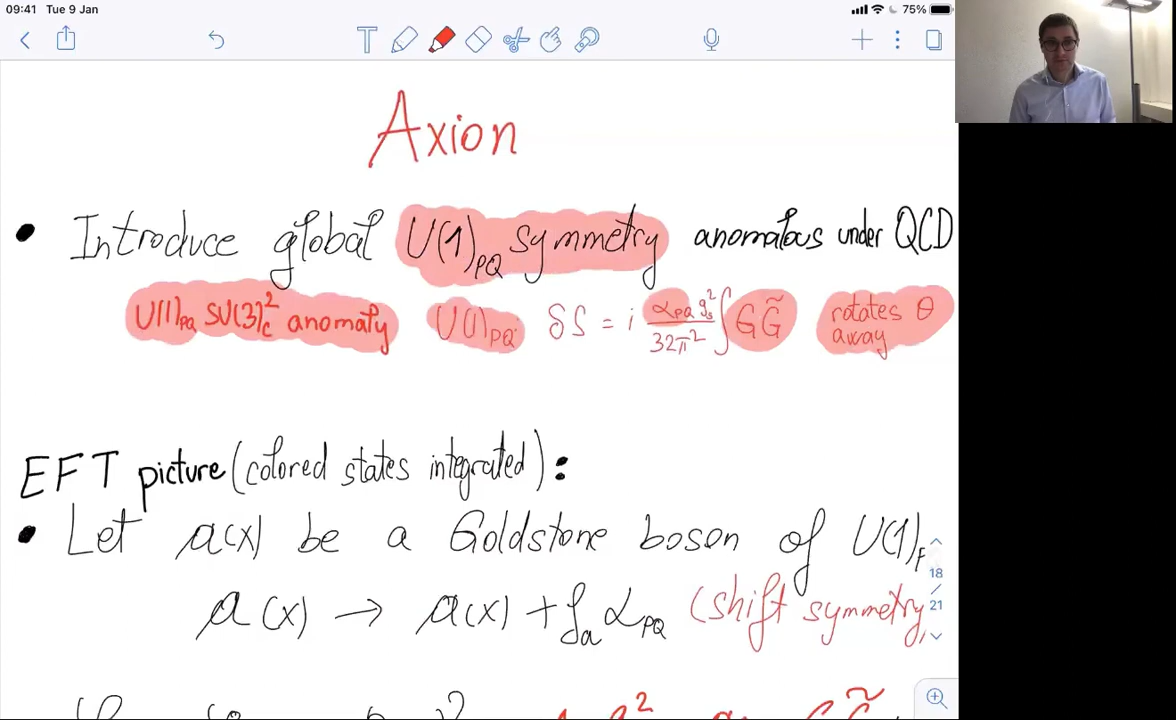 09:41 Tue 9 Jan 75%
Axion
• Introduce global U(1)PQ symmetry anomalous under QCD
U(1)PQ SU(3)c² anomaly U(1)PQ δS = i αPQ gs²/32π² ∫ GG̃ rotates θ away
EFT picture (colored states integrated):
• Let a(x) be a Goldstone boson of U(1)P
a(x) → a(x) + fa αPQ (shift symmetry
18/21